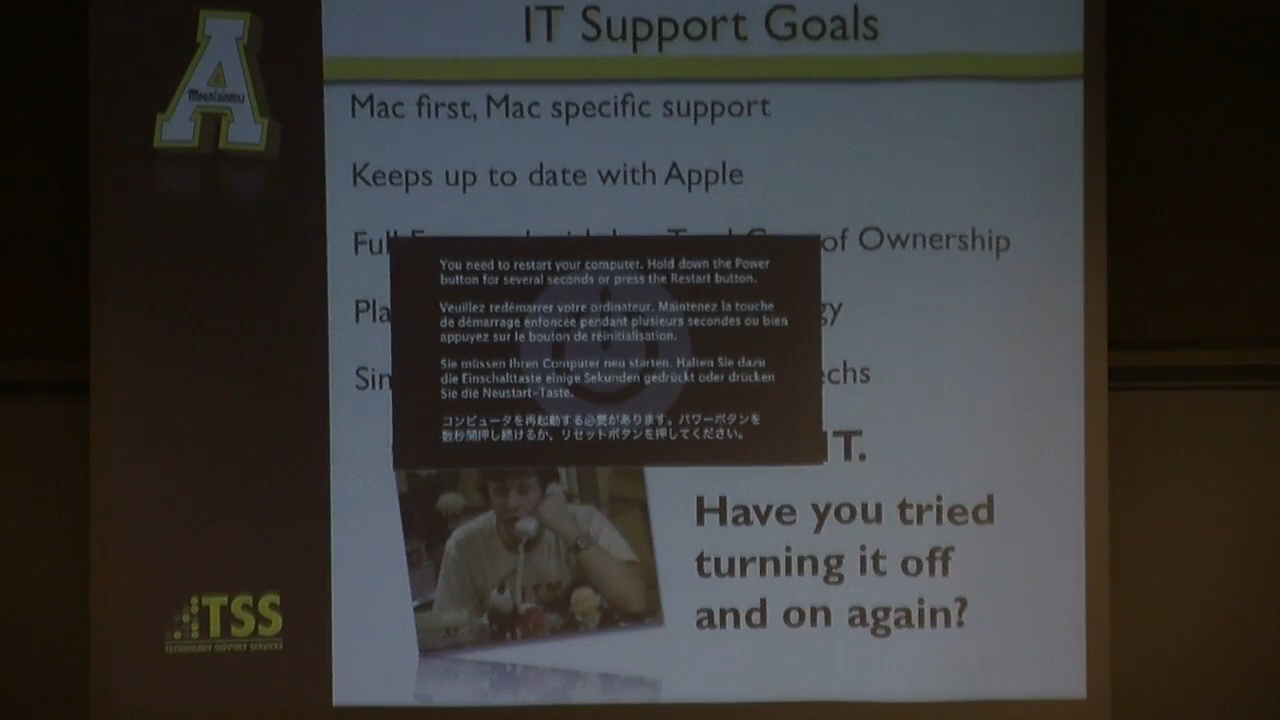 IT Support Goals
Mac first, Mac specific support
Keeps up to date with Apple
of Ownership
You need to restart your computer. Hold down the Power
button for several seconds or press the Restart button.
Veuillez redémarrer votre ordinateur. Maintenez la touche
de démarrage enfoncée pendant plusieurs secondes ou bien
appuyez sur le bouton de réinitialisation.
Sie müssen Ihren Computer neu starten. Halten Sie dazu
die Einschalttaste einige Sekunden gedrückt oder drücken
Sie die Neustart-Taste.
コンピュータを再起動する必要があります。パワーボタンを
数秒間押し続けるか、リセットボタンを押してください。
IT.
Have you tried
turning it off
and on again?
A
TSS
TECHNOLOGY SUPPORT SERVICES